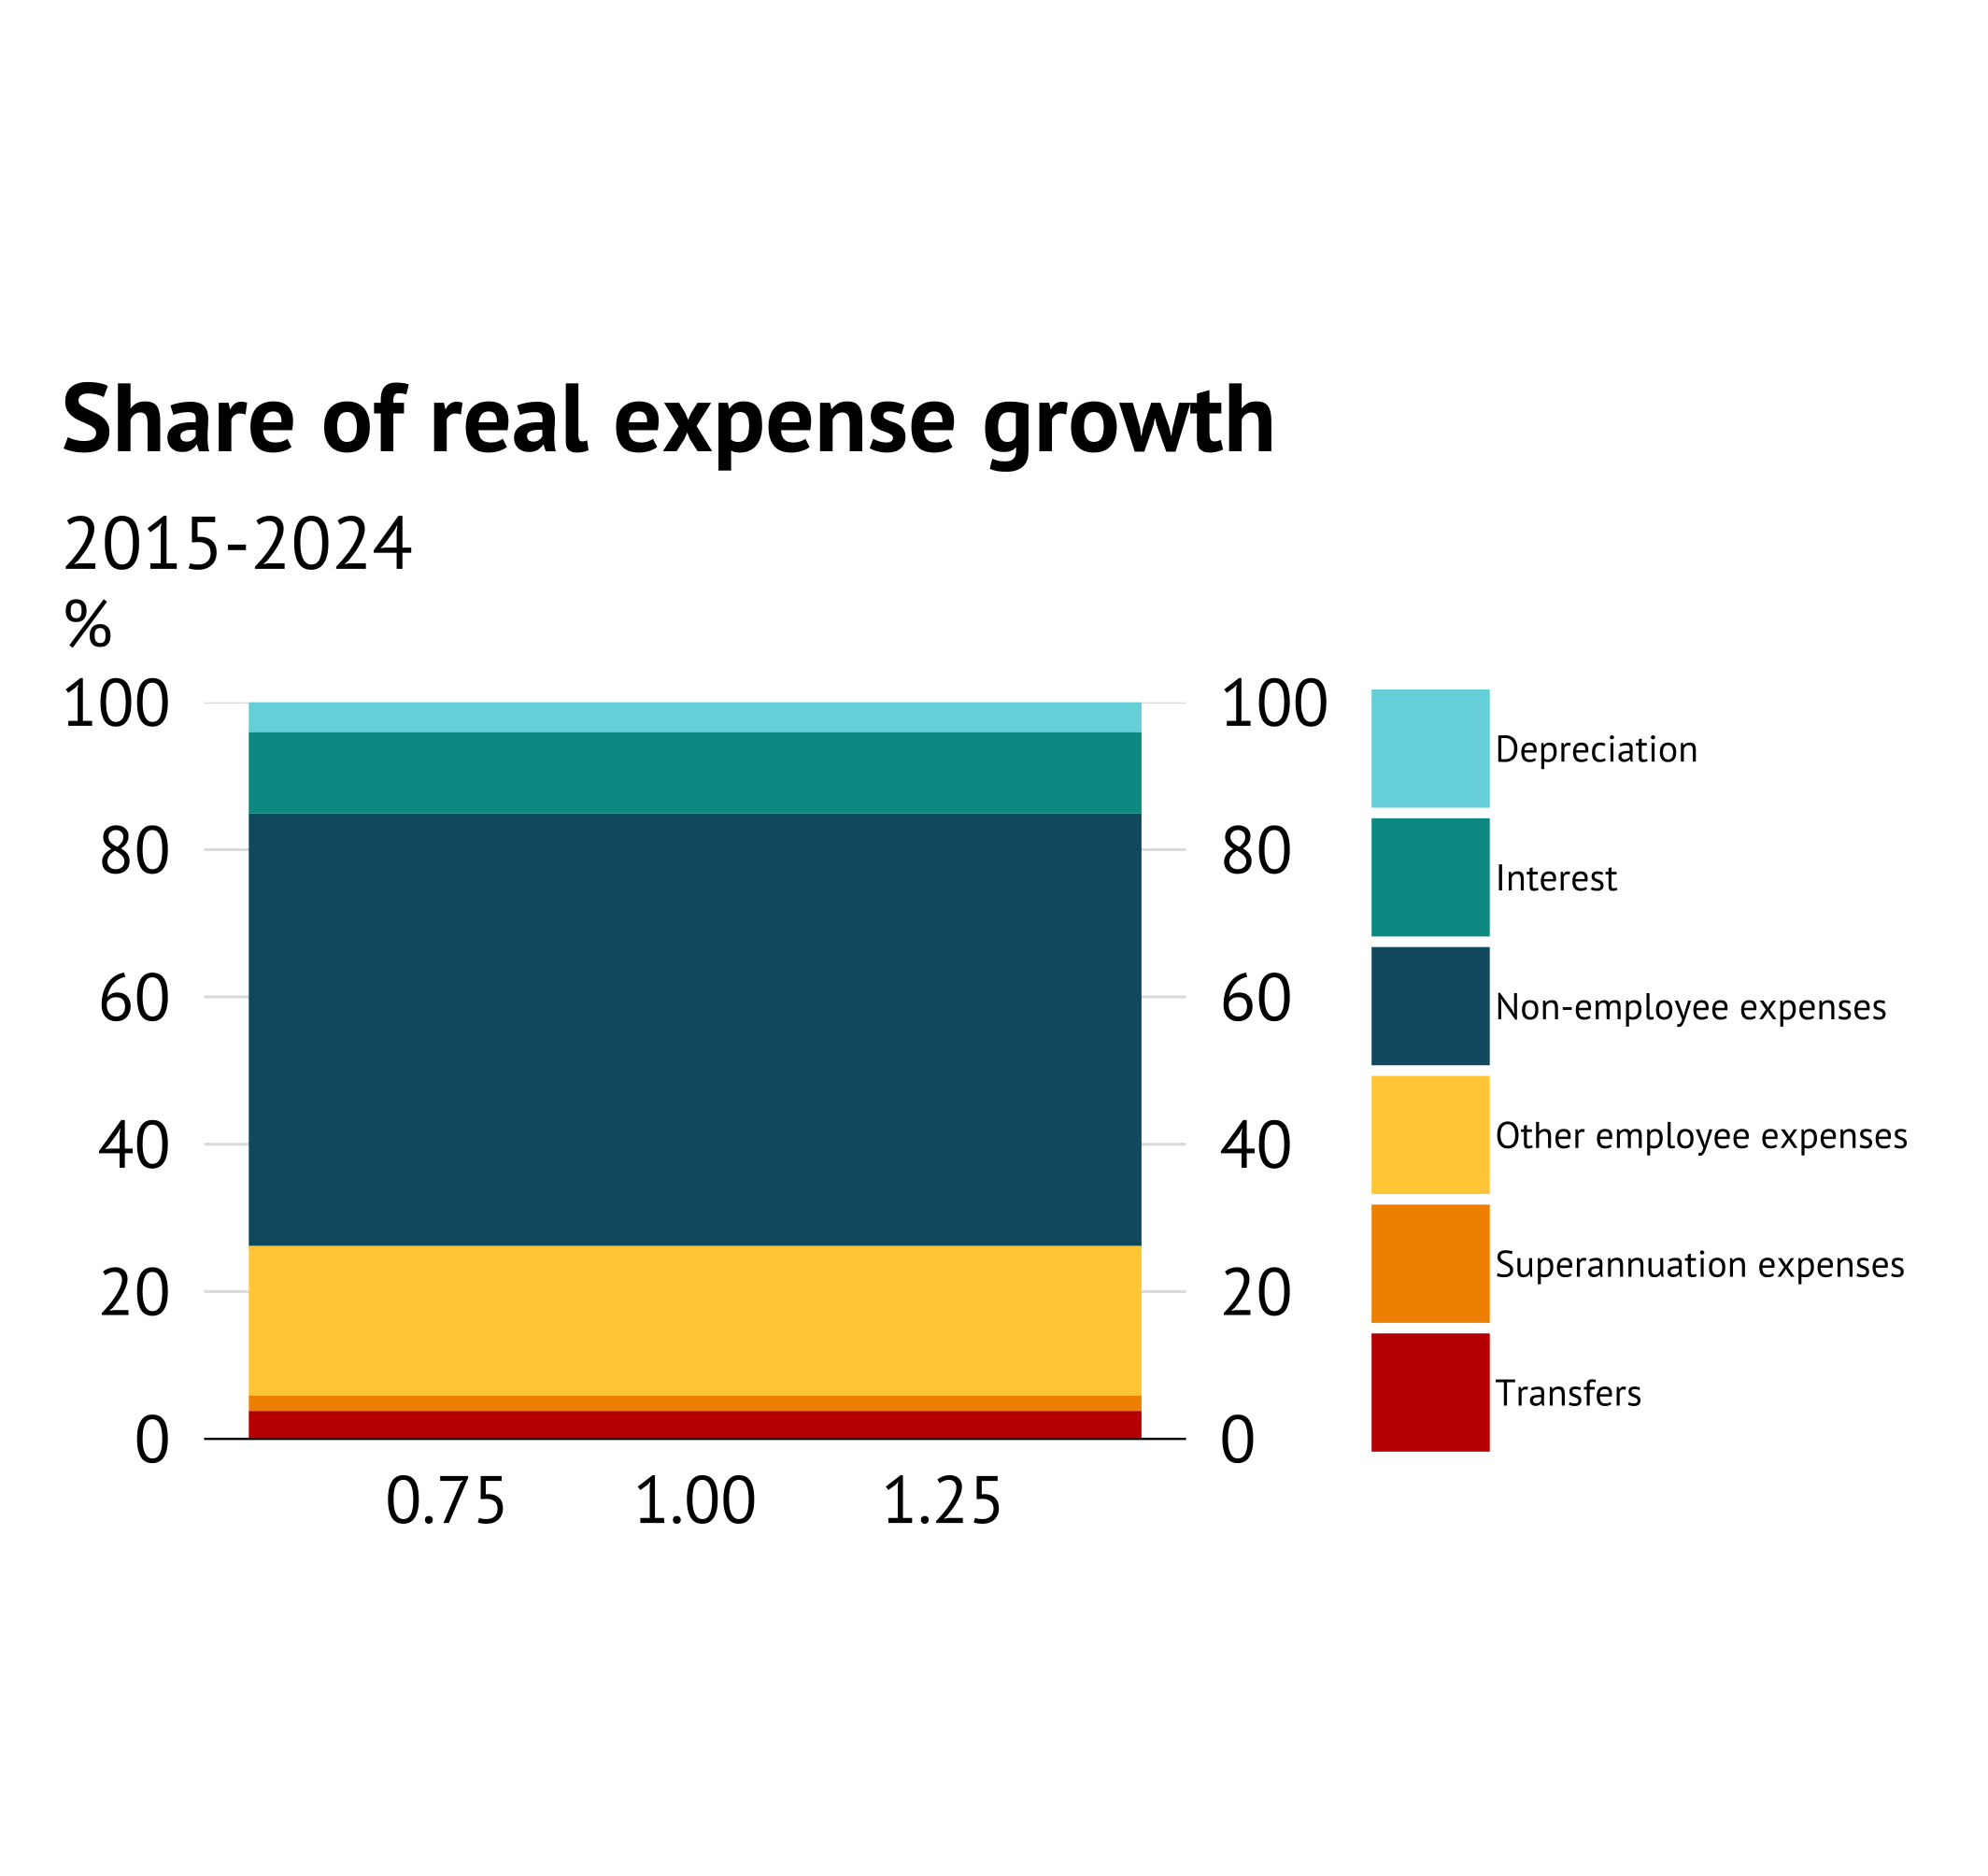 Share of real expense growth
2015-2024
%
100 100
80 80
60 60
40 40
20 20
0 0
0.75 1.00 1.25
Depreciation
Interest
Non-employee expenses
Other employee expenses
Superannuation expenses
Transfers